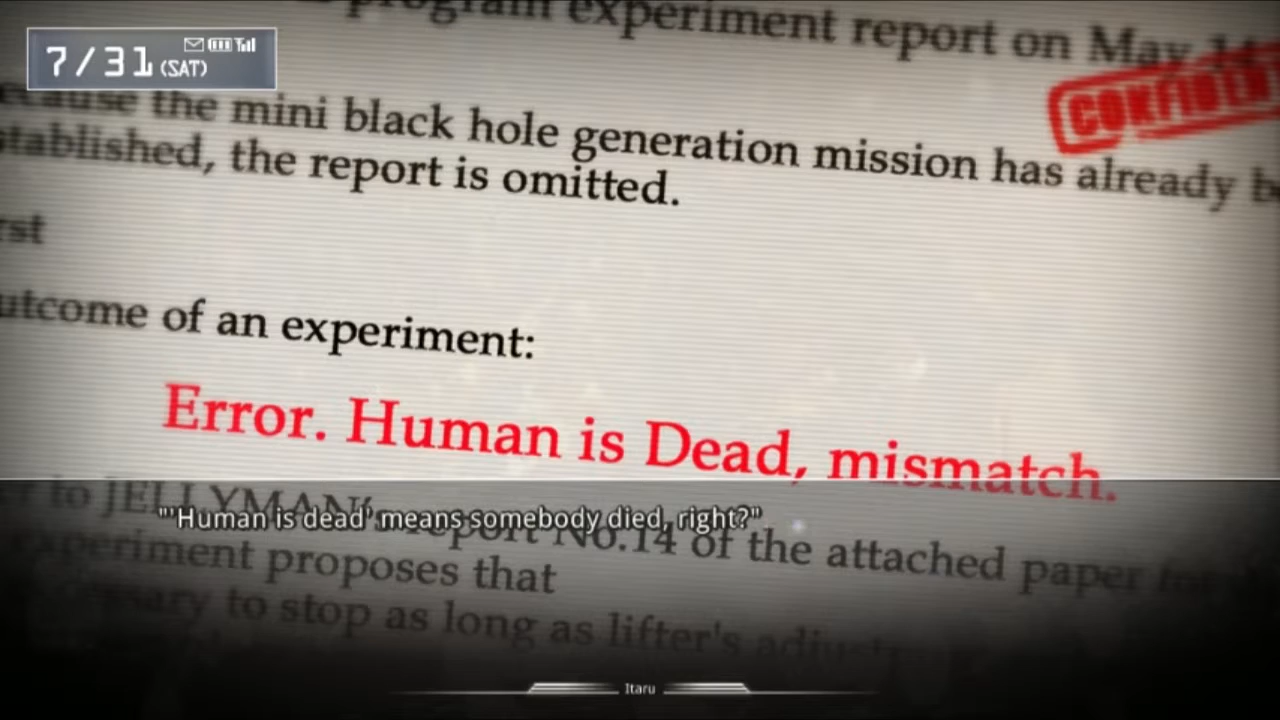 7/31 (SAT)
program experiment report on May 14
CONFIDENT
ecause the mini black hole generation mission has already b
stablished, the report is omitted.
rst
utcome of an experiment:
Error. Human is Dead, mismatch.
to JELLYMAN's report No.14 of the attached paper
"'Human is dead' means somebody died, right?"
experiment proposes that
to stop as long as lifter's
Itaru